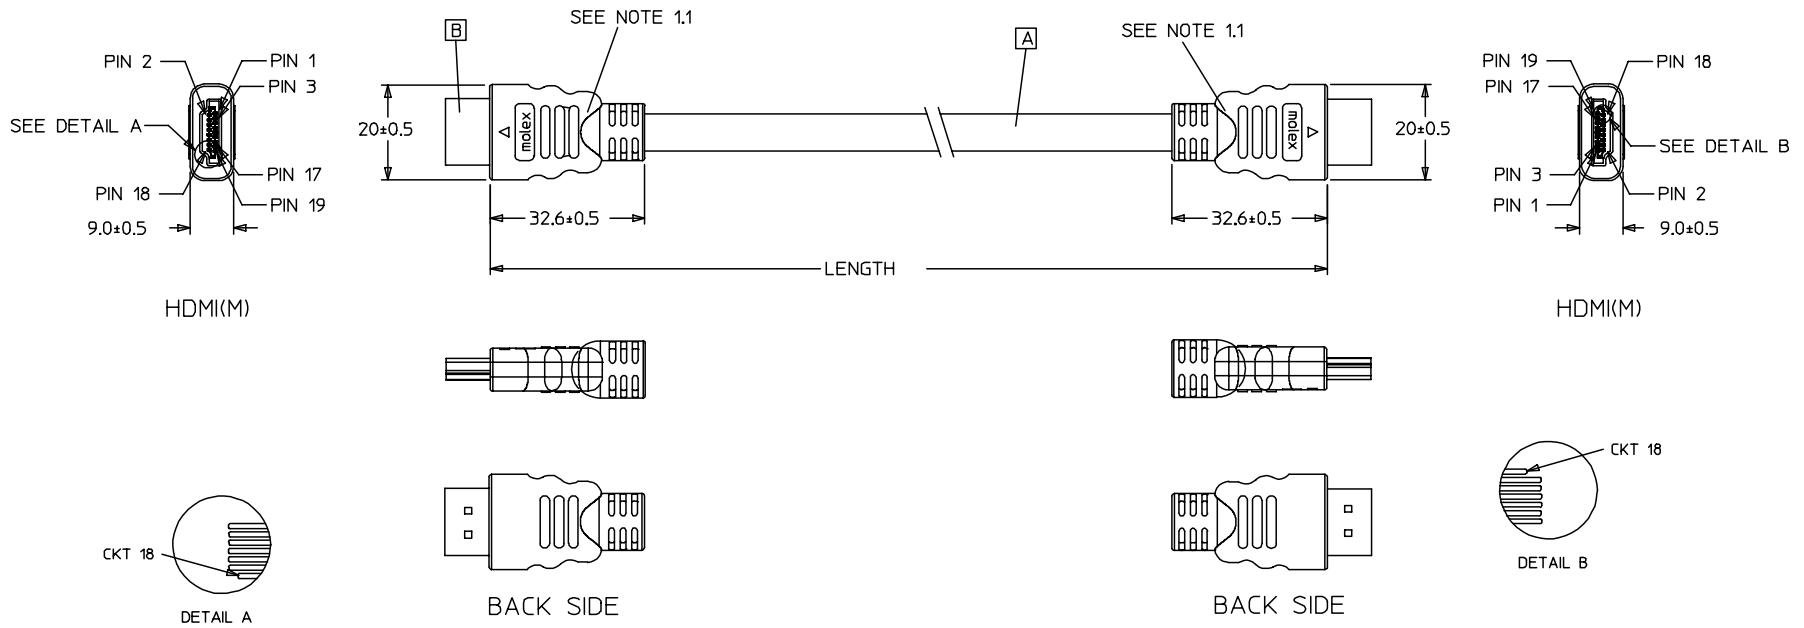 SEE NOTE 1.1
B
A
SEE NOTE 1.1
PIN 2
PIN 1
PIN 3
SEE DETAIL A
PIN 18
PIN 17
PIN 19
9.0±0.5
20±0.5
molex
molex
20±0.5
PIN 19
PIN 18
PIN 17
SEE DETAIL B
PIN 3
PIN 2
PIN 1
9.0±0.5
32.6±0.5
32.6±0.5
LENGTH
HDMI(M)
HDMI(M)
CKT 18
DETAIL A
BACK SIDE
BACK SIDE
CKT 18
DETAIL B